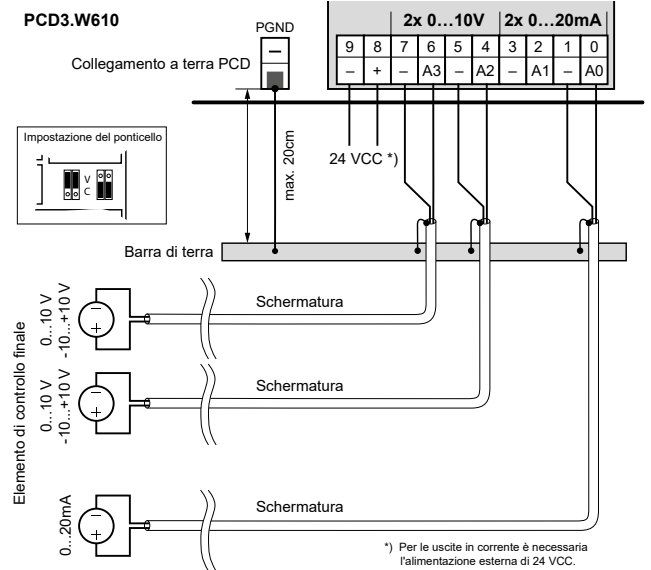 PCD3.W610
PGND
–
Collegamento a terra PCD
2x 0...10V 2x 0...20mA
9 8 7 6 5 4 3 2 1 0
– + – A3 – A2 – A1 – A0
Impostazione del ponticello
V
C
max. 20cm
24 VCC *)
Barra di terra
Elemento di controllo finale
0...10 V
-10...+10 V
–
+
Schermatura
0...10 V
-10...+10 V
–
+
Schermatura
0...20mA
–
+
Schermatura
*) Per le uscite in corrente è necessaria
l'alimentazione esterna di 24 VCC.